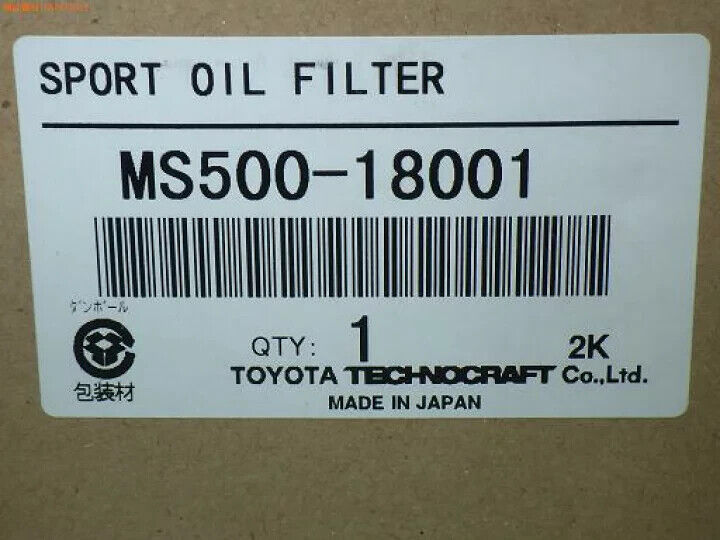 SPORT OIL FILTER
MS500-18001
ダンボール
包装材
QTY: 1 2K
TOYOTA TECHNOCRAFT Co.,Ltd.
MADE IN JAPAN